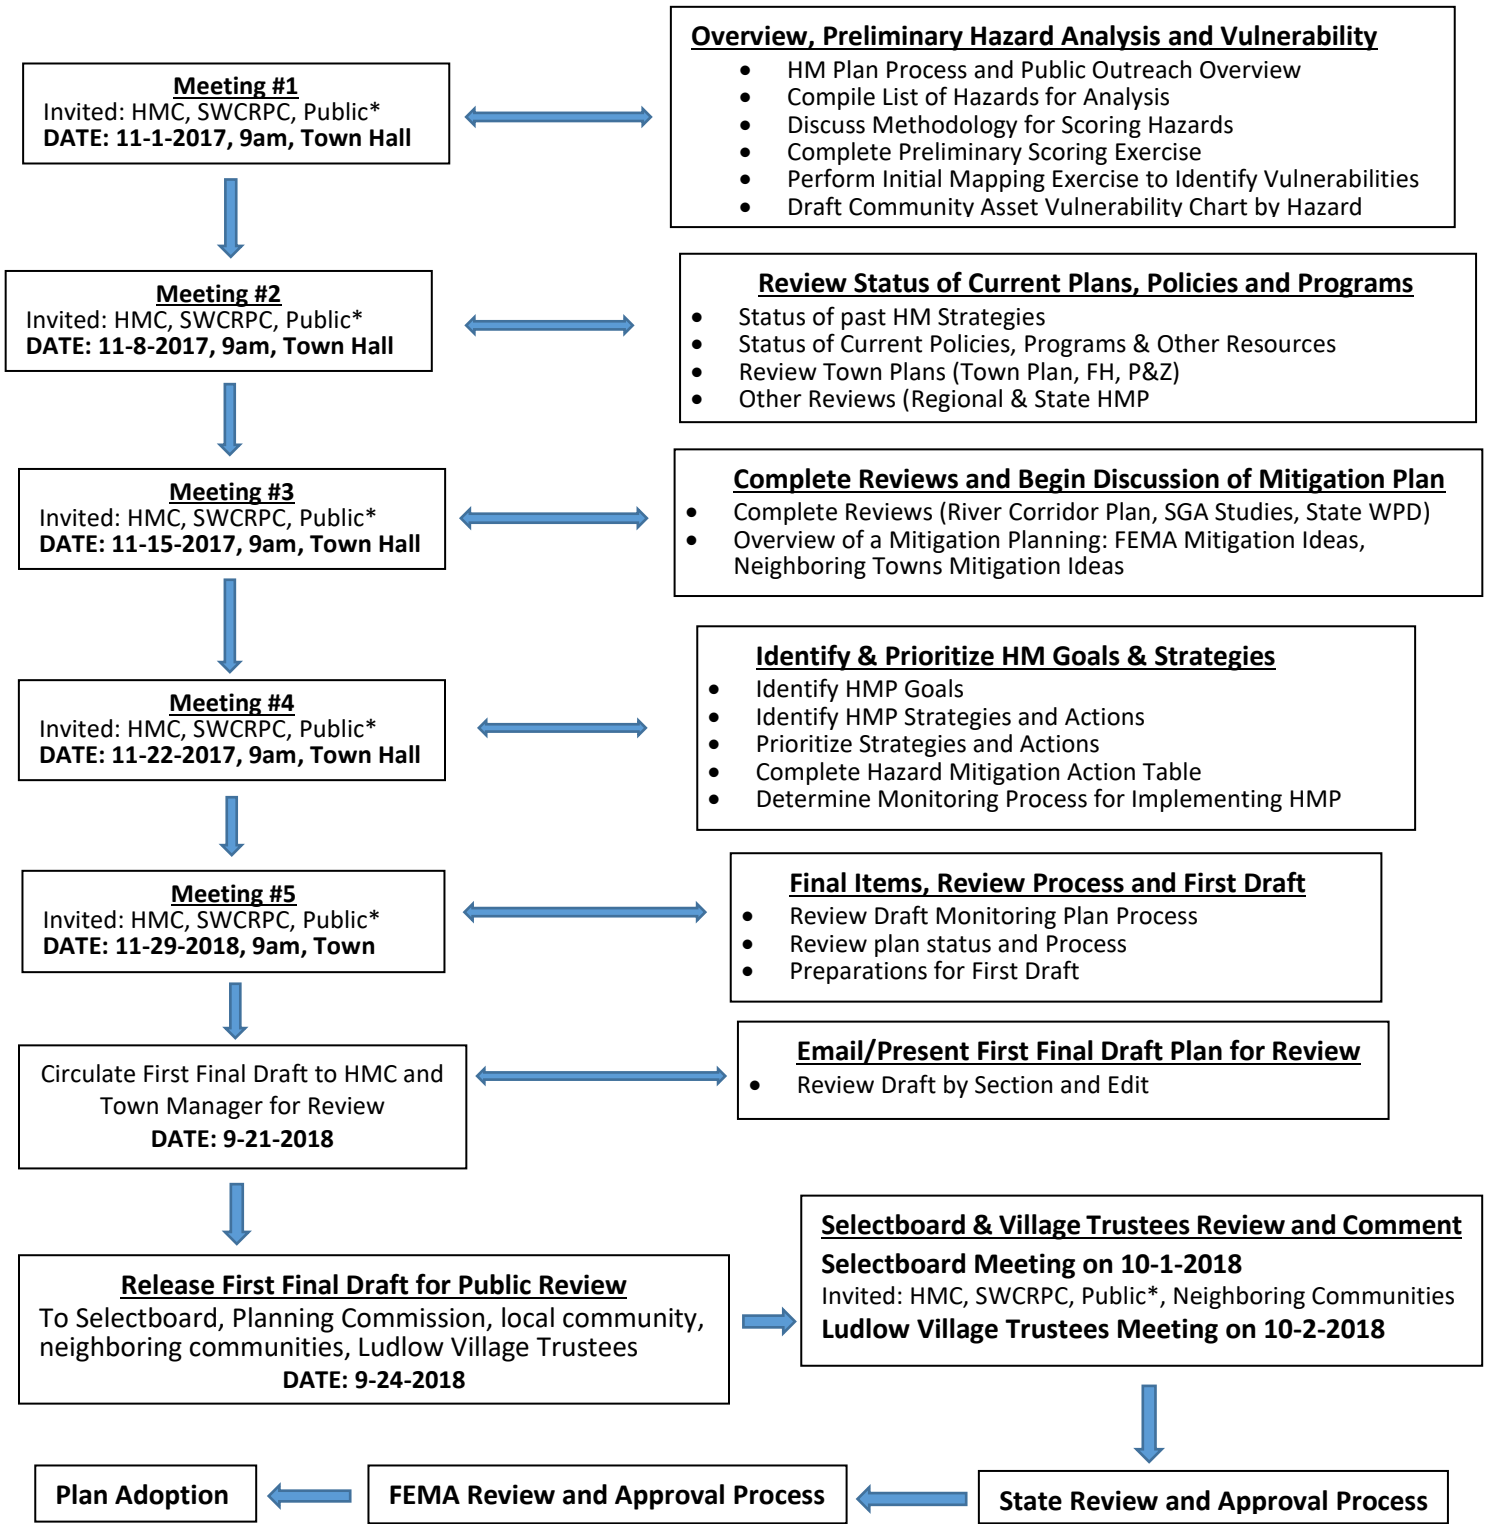 Meeting #1
Invited: HMC, SWCRPC, Public*
DATE: 11-1-2017, 9am, Town Hall
Overview, Preliminary Hazard Analysis and Vulnerability
• HM Plan Process and Public Outreach Overview
• Compile List of Hazards for Analysis
• Discuss Methodology for Scoring Hazards
• Complete Preliminary Scoring Exercise
• Perform Initial Mapping Exercise to Identify Vulnerabilities
• Draft Community Asset Vulnerability Chart by Hazard
Meeting #2
Invited: HMC, SWCRPC, Public*
DATE: 11-8-2017, 9am, Town Hall
Review Status of Current Plans, Policies and Programs
• Status of past HM Strategies
• Status of Current Policies, Programs & Other Resources
• Review Town Plans (Town Plan, FH, P&Z)
• Other Reviews (Regional & State HMP
Meeting #3
Invited: HMC, SWCRPC, Public*
DATE: 11-15-2017, 9am, Town Hall
Complete Reviews and Begin Discussion of Mitigation Plan
• Complete Reviews (River Corridor Plan, SGA Studies, State WPD)
• Overview of a Mitigation Planning: FEMA Mitigation Ideas,
Neighboring Towns Mitigation Ideas
Meeting #4
Invited: HMC, SWCRPC, Public*
DATE: 11-22-2017, 9am, Town Hall
Identify & Prioritize HM Goals & Strategies
• Identify HMP Goals
• Identify HMP Strategies and Actions
• Prioritize Strategies and Actions
• Complete Hazard Mitigation Action Table
• Determine Monitoring Process for Implementing HMP
Meeting #5
Invited: HMC, SWCRPC, Public*
DATE: 11-29-2018, 9am, Town
Final Items, Review Process and First Draft
• Review Draft Monitoring Plan Process
• Review plan status and Process
• Preparations for First Draft
Circulate First Final Draft to HMC and
Town Manager for Review
DATE: 9-21-2018
Email/Present First Final Draft Plan for Review
• Review Draft by Section and Edit
Release First Final Draft for Public Review
To Selectboard, Planning Commission, local community,
neighboring communities, Ludlow Village Trustees
DATE: 9-24-2018
Selectboard & Village Trustees Review and Comment
Selectboard Meeting on 10-1-2018
Invited: HMC, SWCRPC, Public*, Neighboring Communities
Ludlow Village Trustees Meeting on 10-2-2018
State Review and Approval Process
FEMA Review and Approval Process
Plan Adoption